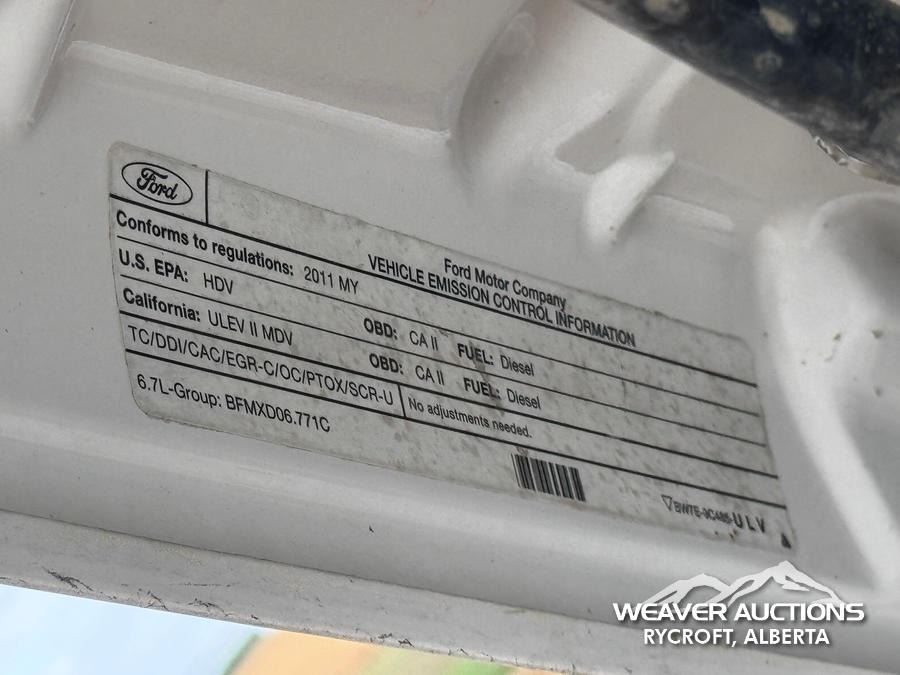 Ford
Ford Motor Company
VEHICLE EMISSION CONTROL INFORMATION
Conforms to regulations: 2011 MY
U.S. EPA: HDV OBD: CA II FUEL: Diesel
California: ULEV II MDV OBD: CA II FUEL: Diesel
TC/DDI/CAC/EGR-C/OC/PTOX/SCR-U No adjustments needed.
6.7L-Group: BFMXD06.771C
ULV
WEAVER AUCTIONS
RYCROFT, ALBERTA